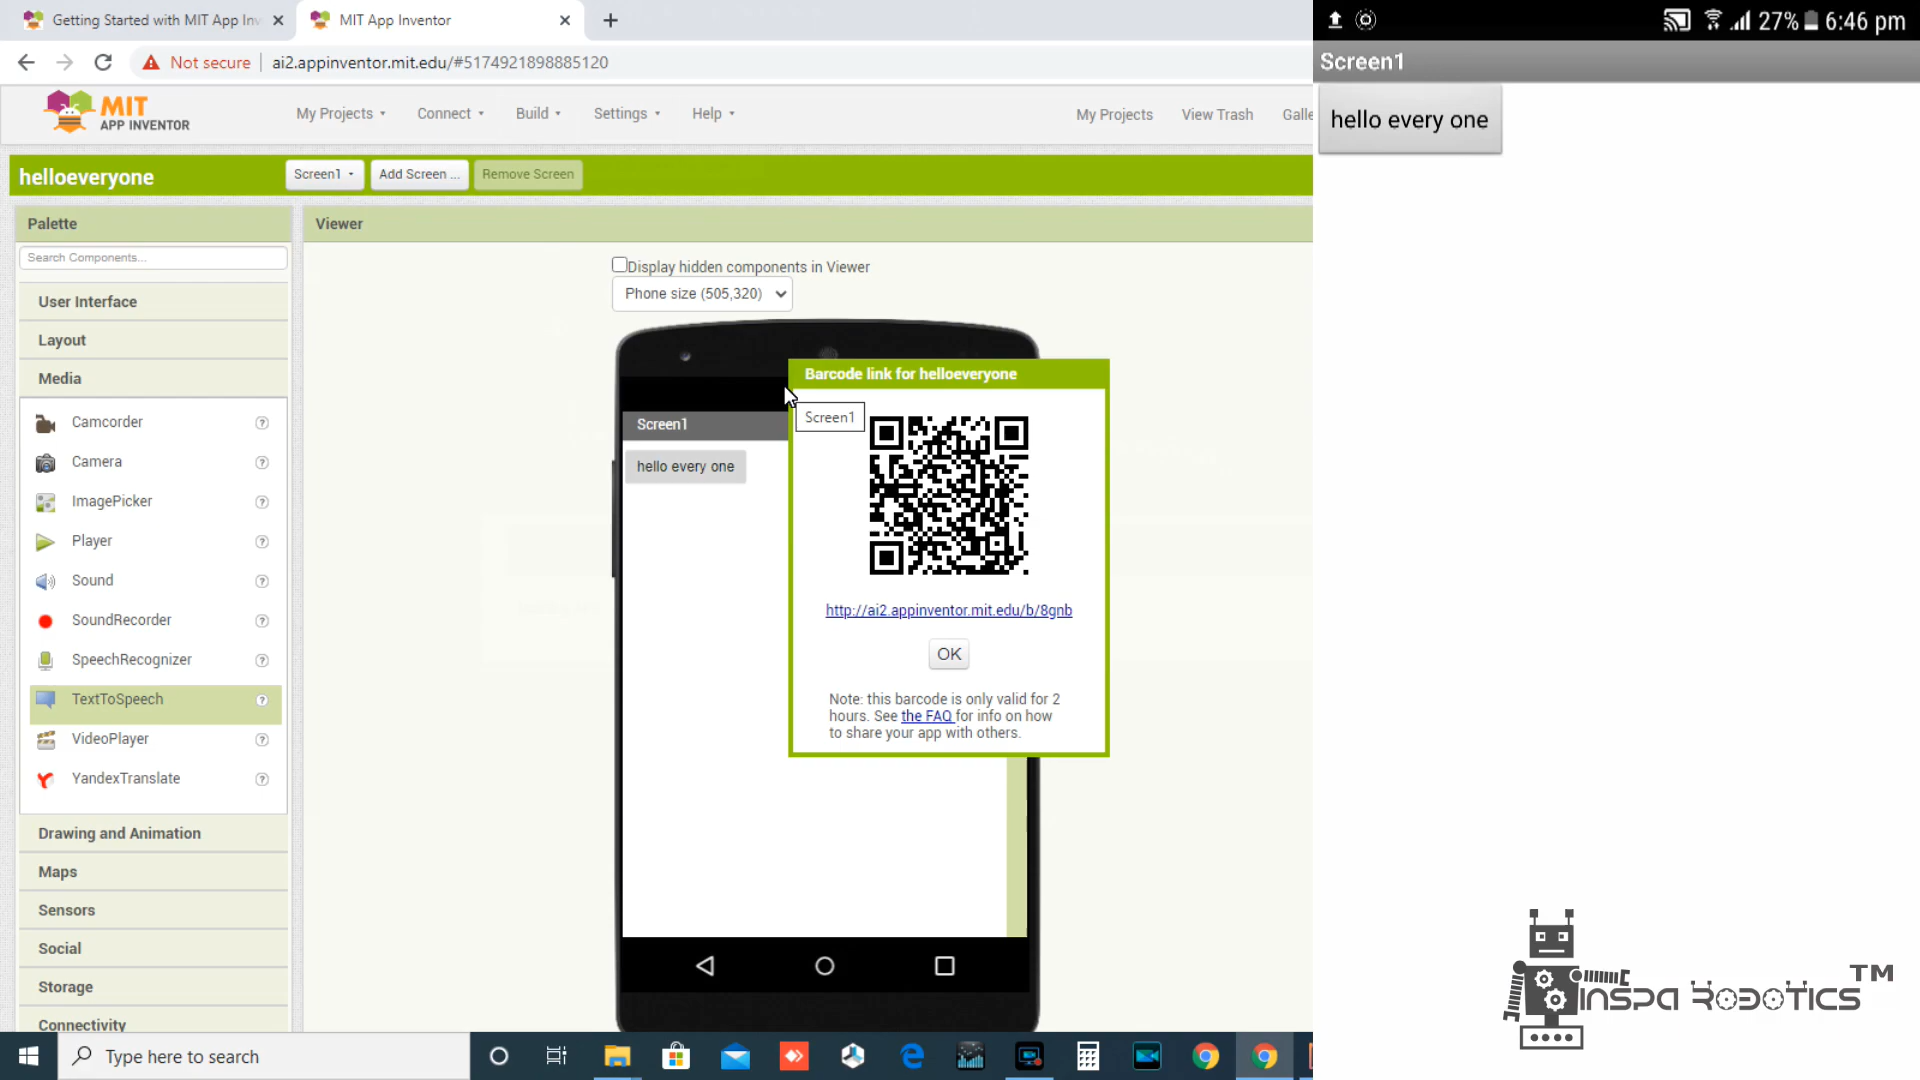 Getting Started with MIT App Inv
MIT App Inventor
Not secure
ai2.appinventor.mit.edu/#5174921898885120
MIT
APP INVENTOR
My Projects
Connect
Build
Settings
Help
My Projects
View Trash
Galle
helloeveryone
Screen1
Add Screen ...
Remove Screen
Palette
Search Components...
User Interface
Layout
Media
Camcorder
?
Camera
?
ImagePicker
?
Player
?
Sound
?
SoundRecorder
?
SpeechRecognizer
?
TextToSpeech
?
VideoPlayer
?
YandexTranslate
?
Drawing and Animation
Maps
Sensors
Social
Storage
Connectivity
Viewer
Display hidden components in Viewer
Phone size (505,320)
Screen1
hello every one
Barcode link for helloeveryone
Screen1
http://ai2.appinventor.mit.edu/b/8gnb
OK
Note: this barcode is only valid for 2
hours. See the FAQ for info on how
to share your app with others.
27%
6:46 pm
Screen1
hello every one
INSPA ROBOTICS TM
Type here to search